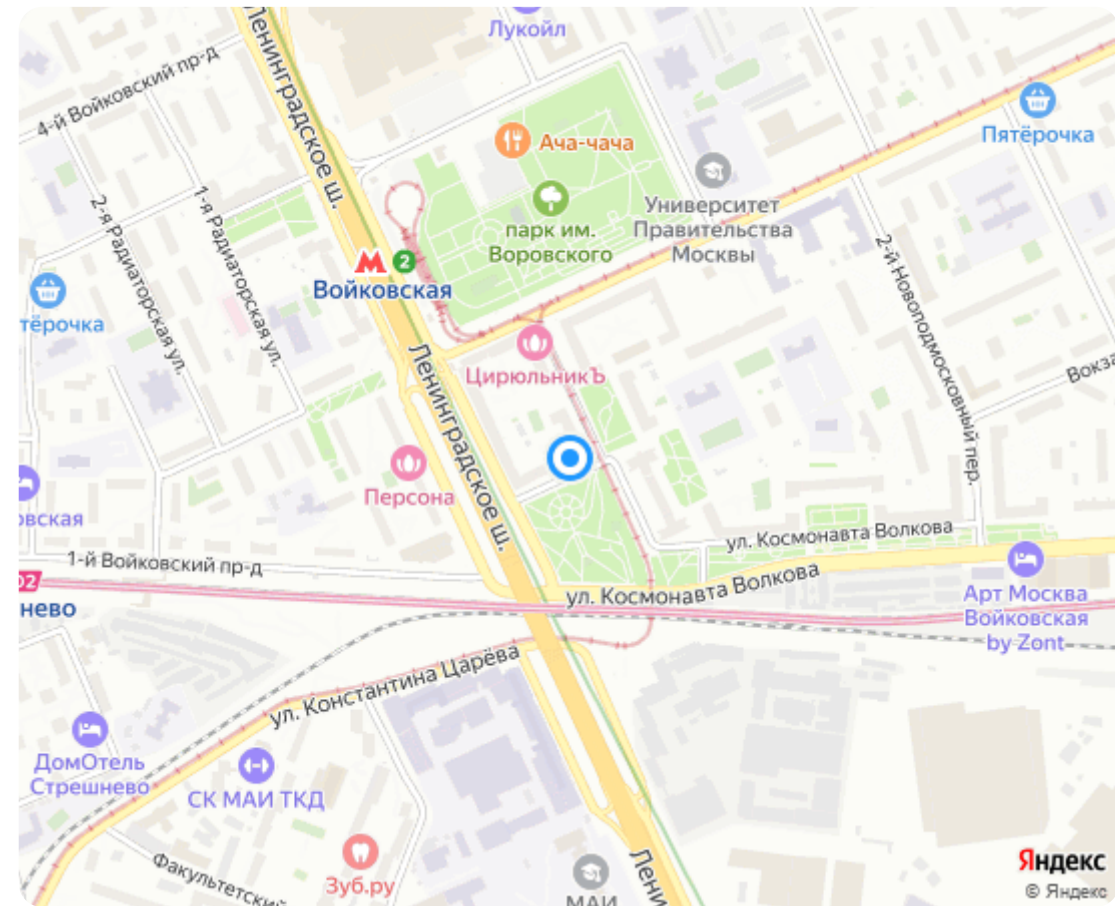 Лукойл
4-й Войковский пр-д
Ленинградское ш.
Ача-чача
Пятёрочка
парк им.
Воровского
Университет
Правительства
Москвы
2-я Радиаторская ул.
1-я Радиаторская ул.
2
Войковская
тёрочка
ЦирюльникЪ
2-й Новоподмосковный пер.
Вокза
Ленинградское ш.
Персона
овская
ул. Космонавта Волкова
1-й Войковский пр-д
ул. Космонавта Волкова
нево
Арт Москва
Войковская
by Zont
ул. Константина Царёва
ДомОтель
Стрешнево
СК МАИ ТКД
Зуб.ру
Факультетский
МАИ
Лени
Яндекс
© Яндекс